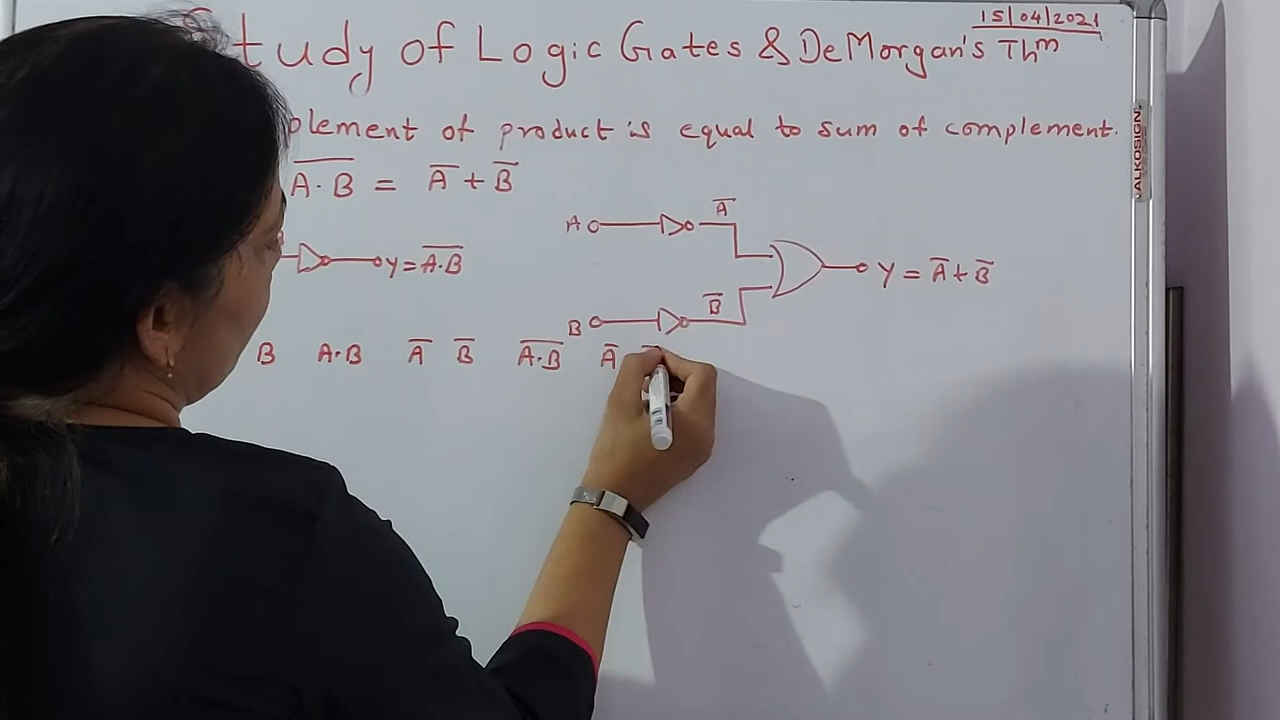 15/04/2021
Study of Logic Gates & DeMorgan's Thm
plement of product is equal to sum of complement.
A̅·̅B̅ = A̅ + B̅
Y = A̅·̅B̅
A
A̅
B
B̅
Y = A̅ + B̅
B A·B A̅ B̅ A̅·̅B̅ A̅
ALKOSIGN